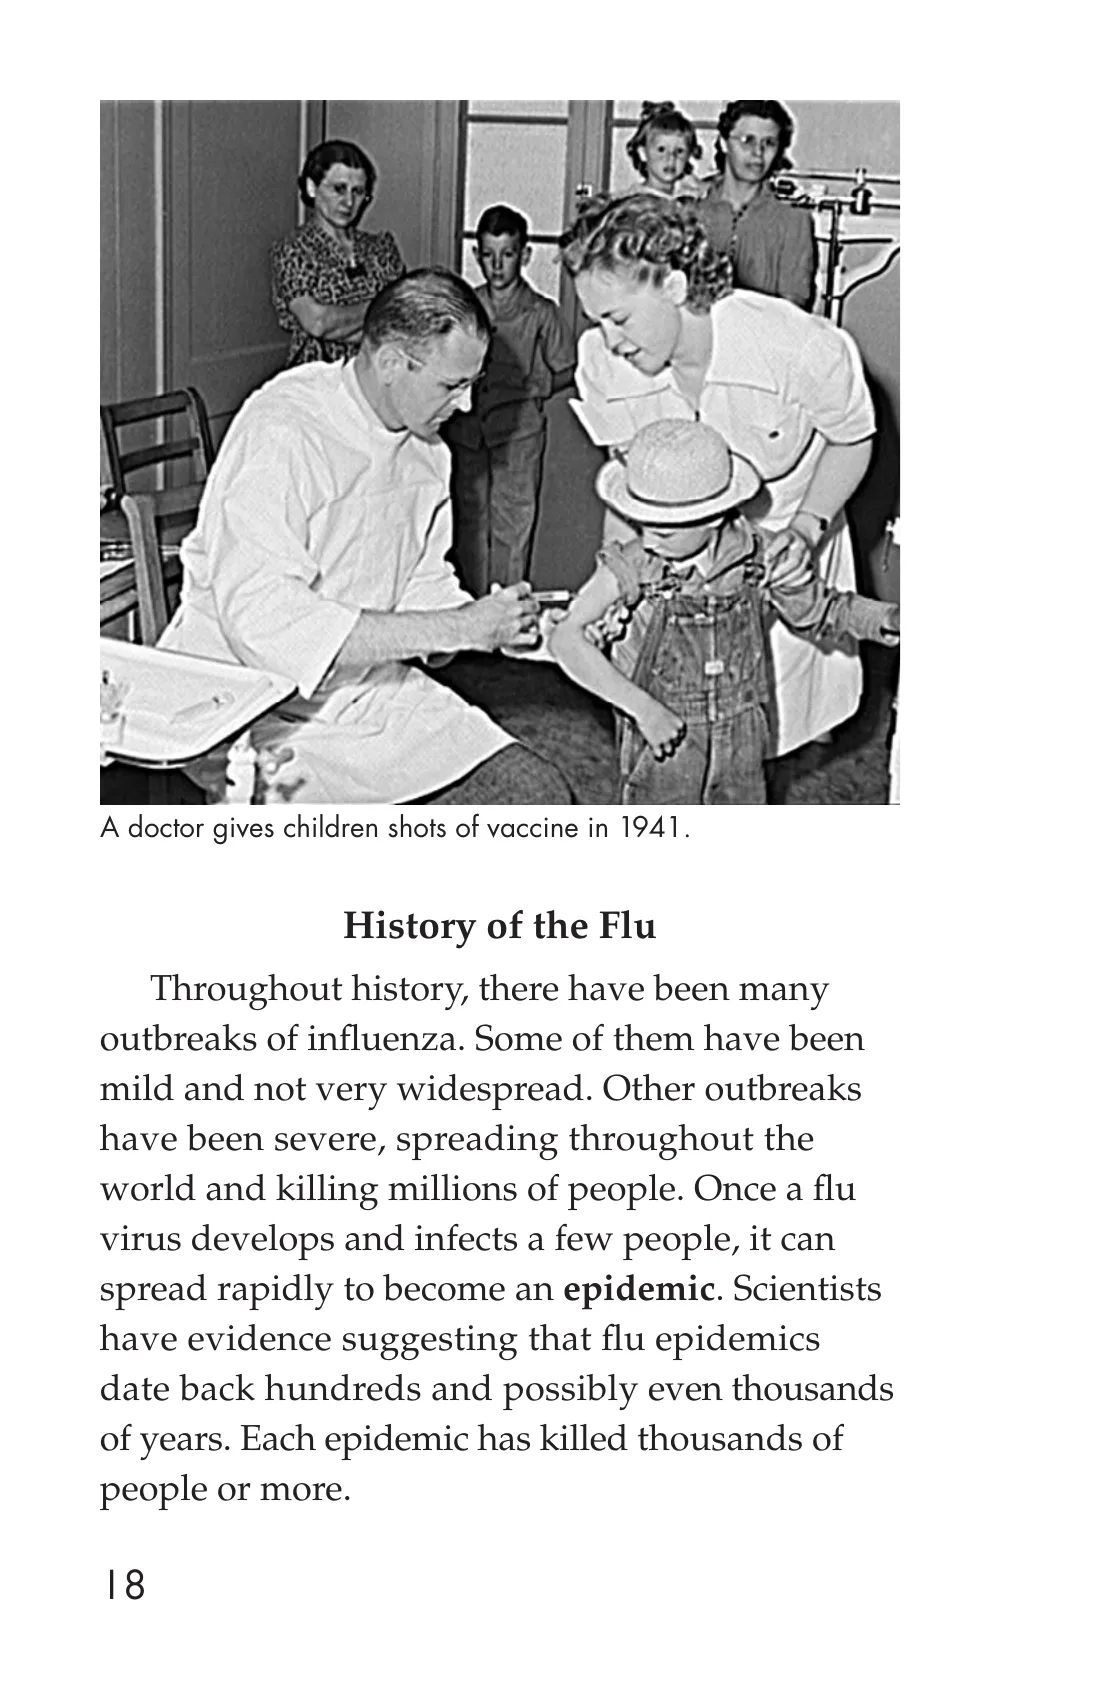 A doctor gives children shots of vaccine in 1941.
History of the Flu
Throughout history, there have been many
outbreaks of influenza. Some of them have been
mild and not very widespread. Other outbreaks
have been severe, spreading throughout the
world and killing millions of people. Once a flu
virus develops and infects a few people, it can
spread rapidly to become an epidemic. Scientists
have evidence suggesting that flu epidemics
date back hundreds and possibly even thousands
of years. Each epidemic has killed thousands of
people or more.
18